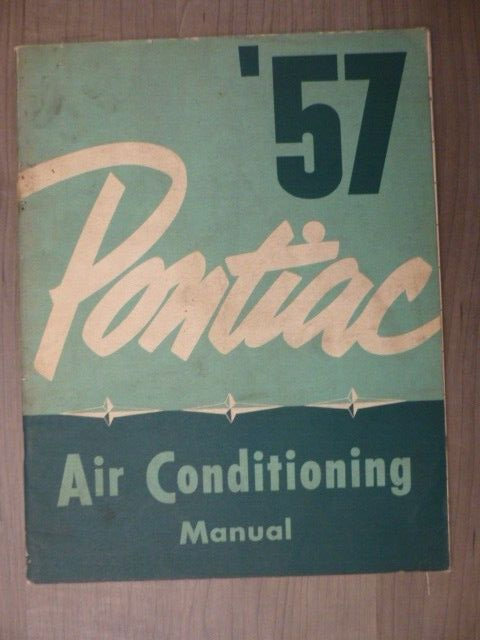 '57
Pontiac
Air Conditioning
Manual